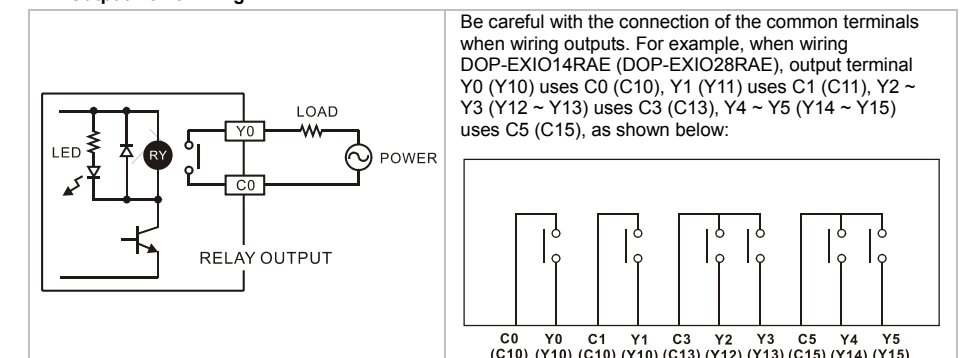 Be careful with the connection of the common terminals
when wiring outputs. For example, when wiring
DOP-EXIO14RAE (DOP-EXIO28RAE), output terminal
Y0 (Y10) uses C0 (C10), Y1 (Y11) uses C1 (C11), Y2 ~
Y3 (Y12 ~ Y13) uses C3 (C13), Y4 ~ Y5 (Y14 ~ Y15)
uses C5 (C15), as shown below:
LOAD
Y0
LED
RY
POWER
C0
RELAY OUTPUT
C0 Y0 C1 Y1 C3 Y2 Y3 C5 Y4 Y5
(C10) (Y10) (C10) (Y10) (C13) (Y12) (Y13) (C15) (Y14) (Y15)